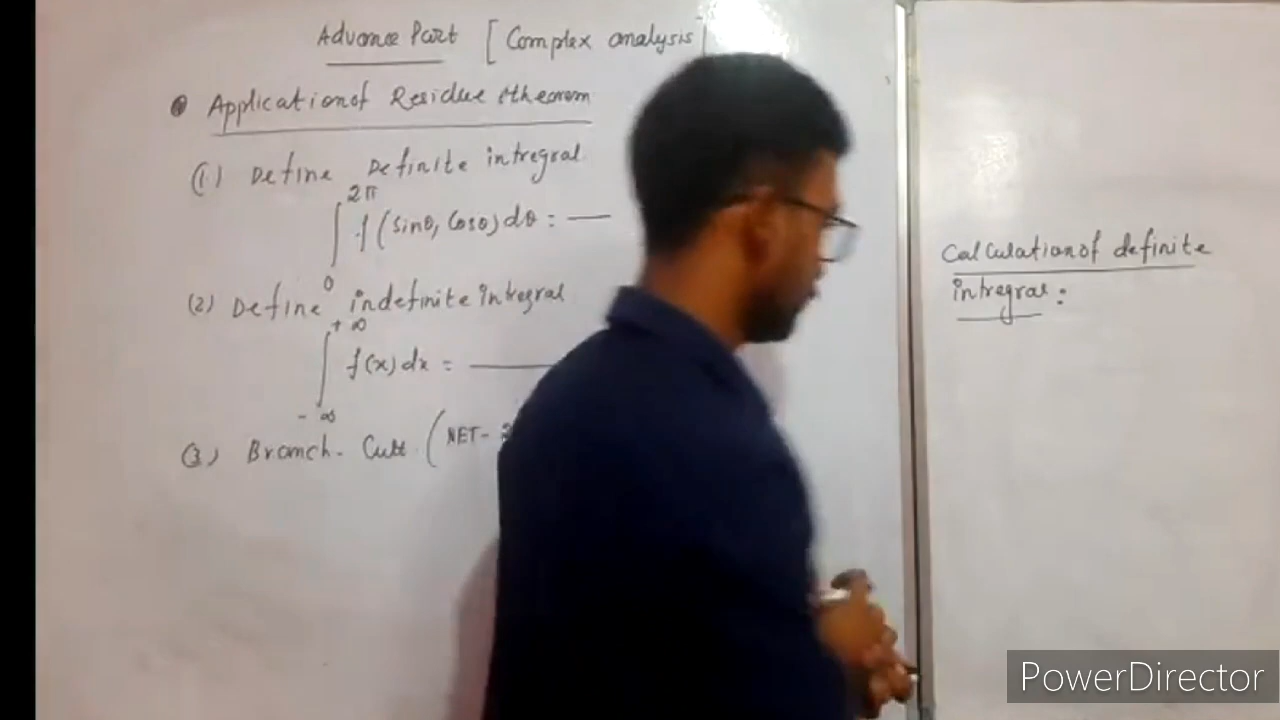 Advance Part [Complex analysis]
Application of Residue theorem
(1) Define Definite intregral
∫₀^2π f(sinθ, cosθ)dθ = —
(2) Define indefinite intregral
∫₋∞^+∞ f(x)dx = —
(3) Branch- Cutt (NET-
Calculation of definite
intregral:
PowerDirector